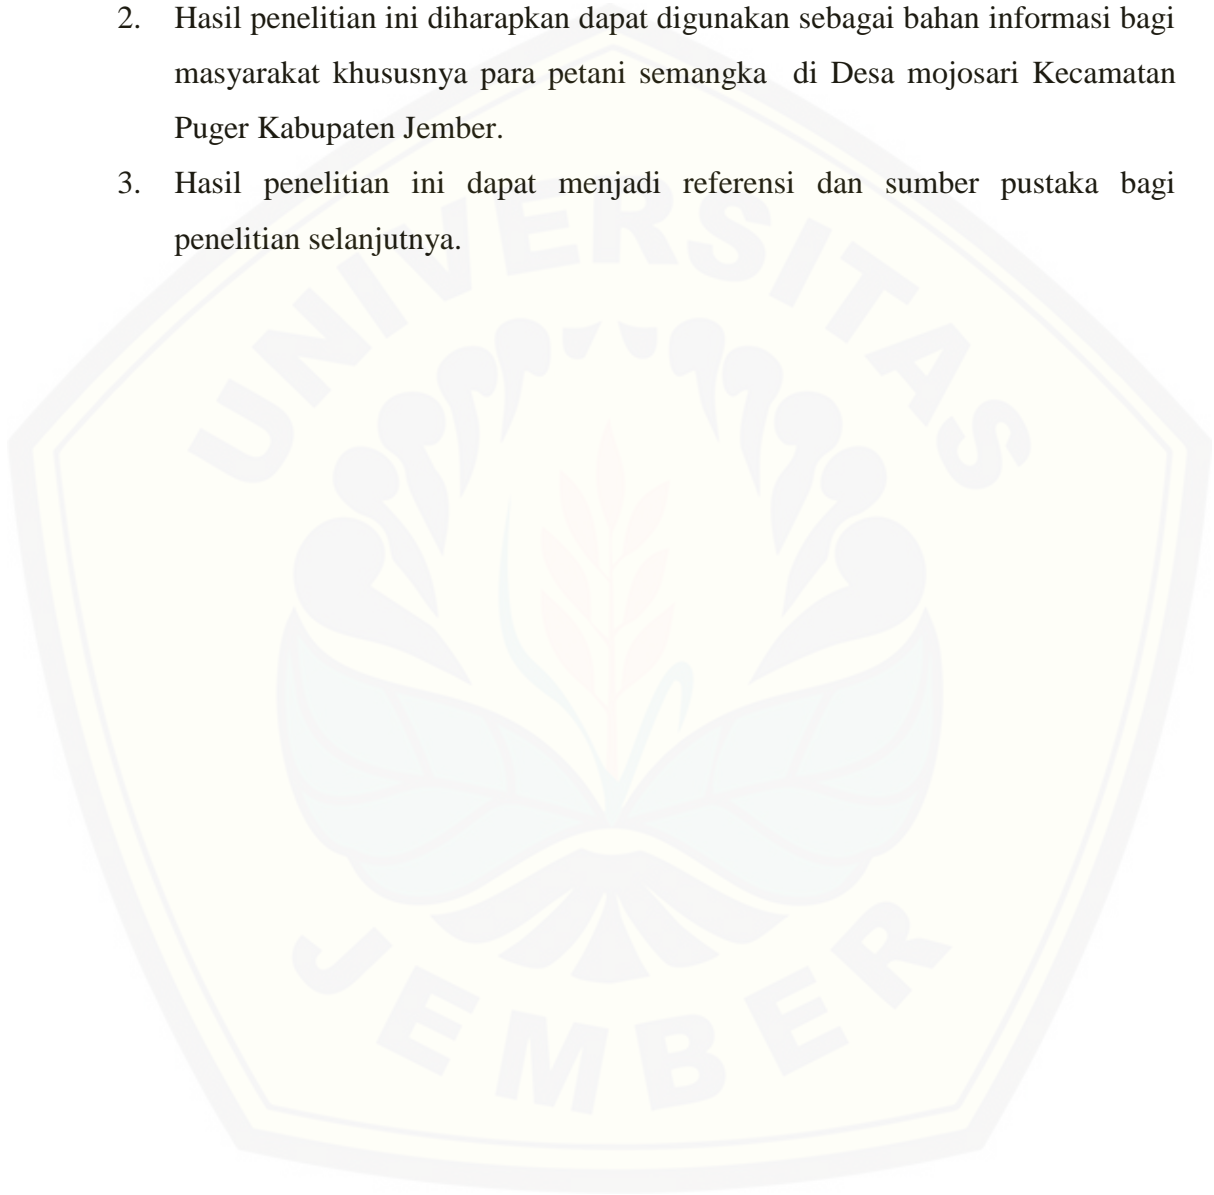 2. Hasil penelitian ini diharapkan dapat digunakan sebagai bahan informasi bagi
masyarakat khususnya para petani semangka di Desa mojosari Kecamatan
Puger Kabupaten Jember.
3. Hasil penelitian ini dapat menjadi referensi dan sumber pustaka bagi
penelitian selanjutnya.
UNIVERSITAS
JEMBER